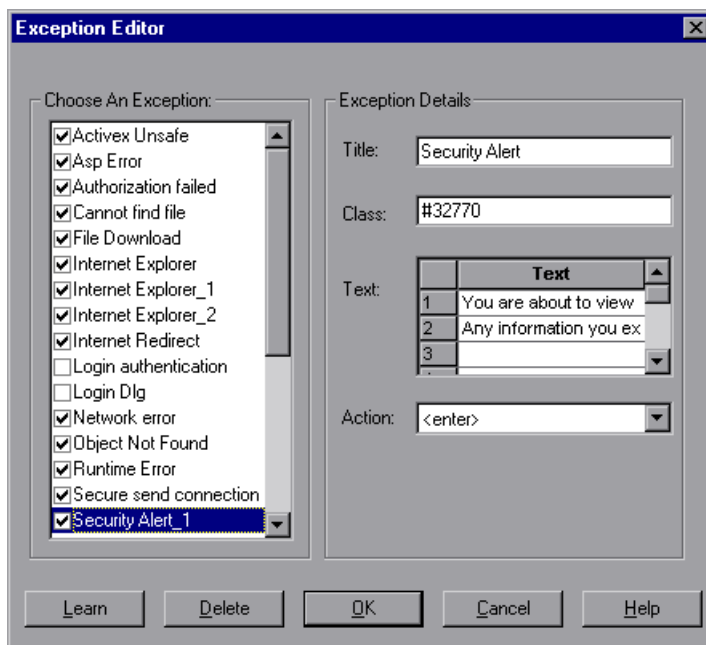 Exception Editor
Choose An Exception:
Activex Unsafe
Asp Error
Authorization failed
Cannot find file
File Download
Internet Explorer
Internet Explorer_1
Internet Explorer_2
Internet Redirect
Login authentication
Login Dlg
Network error
Object Not Found
Runtime Error
Secure send connection
Security Alert_1
Exception Details
Title: Security Alert
Class: #32770
Text:
Text
1 You are about to view
2 Any information you ex
3
Action: <enter>
Learn Delete OK Cancel Help